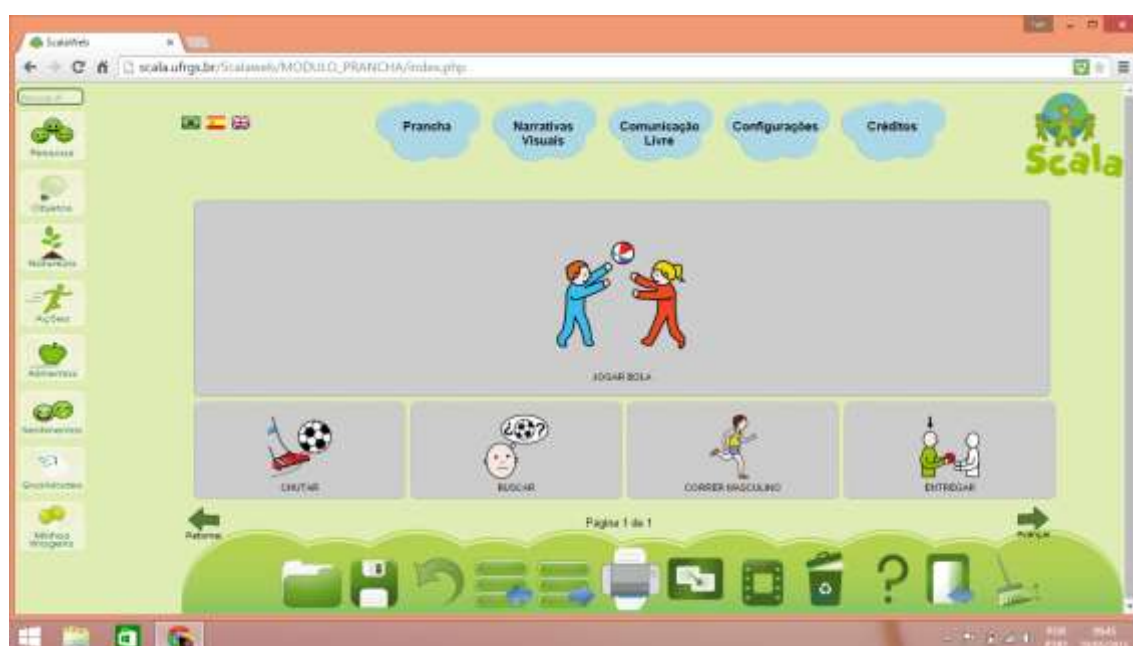 ScalaWeb
scala.ufrgs.br/Scalaweb/MODULO_PRANCHA/index.php
Prancha
Narrativas
Visuais
Comunicação
Livre
Configurações
Créditos
Scala
Pessoas
Objetos
Natureza
Ações
Alimentos
Sentimentos
Qualidades
Minhas
Imagens
JOGAR BOLA
CHUTAR
BUSCAR
CORRER MASCULINO
ENTREGAR
Retornar
Página 1 de 1
Avançar
POR